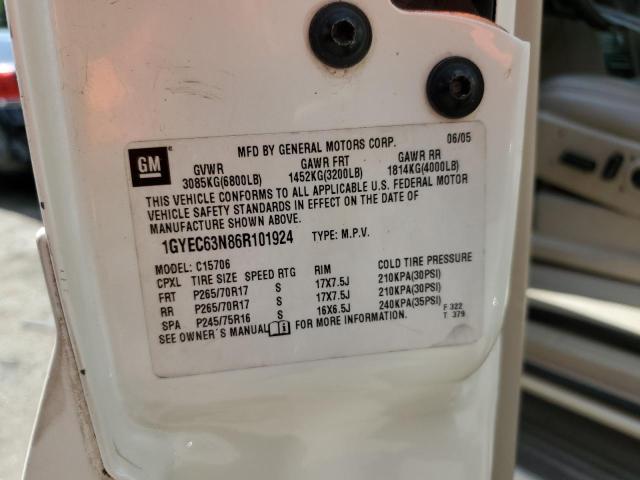 GM
MFD BY GENERAL MOTORS CORP. 06/05
GVWR GAWR FRT GAWR RR
3085KG(6800LB) 1452KG(3200LB) 1814KG(4000LB)
THIS VEHICLE CONFORMS TO ALL APPLICABLE U.S. FEDERAL MOTOR
VEHICLE SAFETY STANDARDS IN EFFECT ON THE DATE OF
MANUFACTURE SHOWN ABOVE.
1GYEC63N86R101924 TYPE: M.P.V.
MODEL: C15706
CPXL TIRE SIZE SPEED RTG RIM COLD TIRE PRESSURE
FRT P265/70R17 S 17X7.5J 210KPA(30PSI)
RR P265/70R17 S 17X7.5J 210KPA(30PSI)
SPA P245/75R16 S 16X6.5J 240KPA(35PSI)
SEE OWNER'S MANUAL FOR MORE INFORMATION.
F 322
T 379